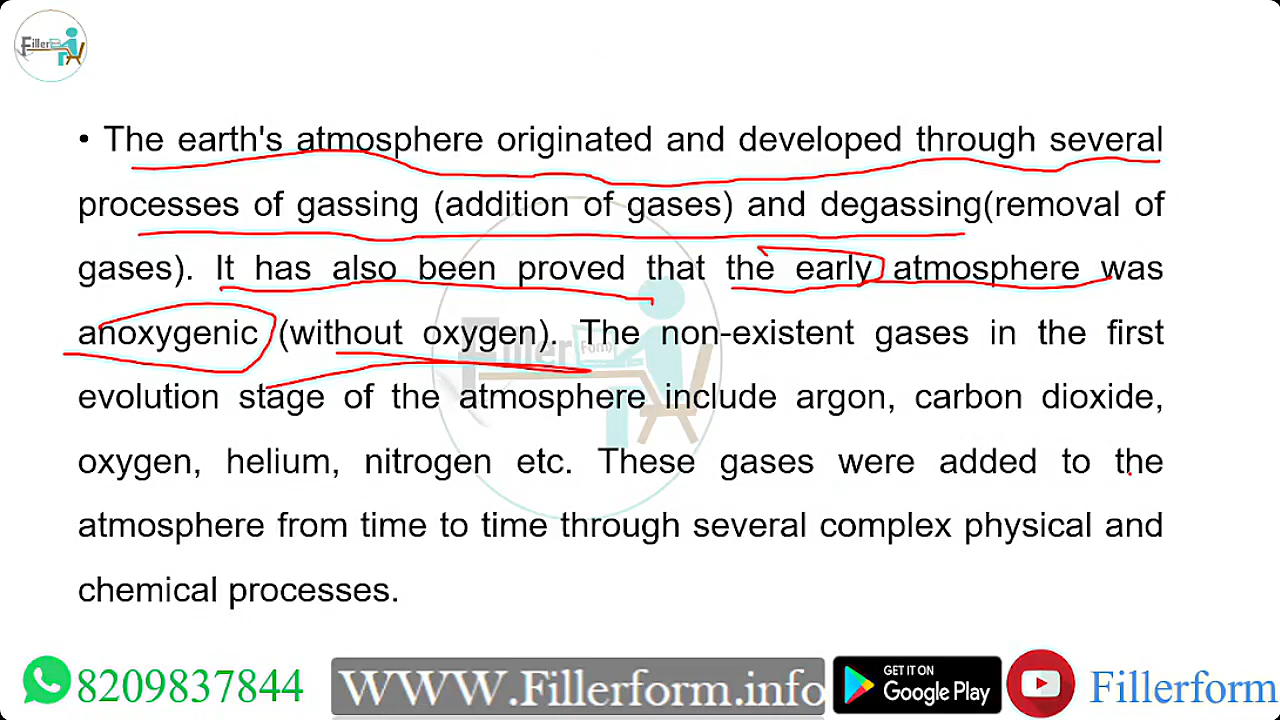 Filler
• The earth's atmosphere originated and developed through several
processes of gassing (addition of gases) and degassing(removal of
gases). It has also been proved that the early atmosphere was
anoxygenic (without oxygen). The non-existent gases in the first
evolution stage of the atmosphere include argon, carbon dioxide,
oxygen, helium, nitrogen etc. These gases were added to the
atmosphere from time to time through several complex physical and
chemical processes.
Filler Form
8209837844
WWW.Fillerform.info
GET IT ON
Google Play
Fillerform